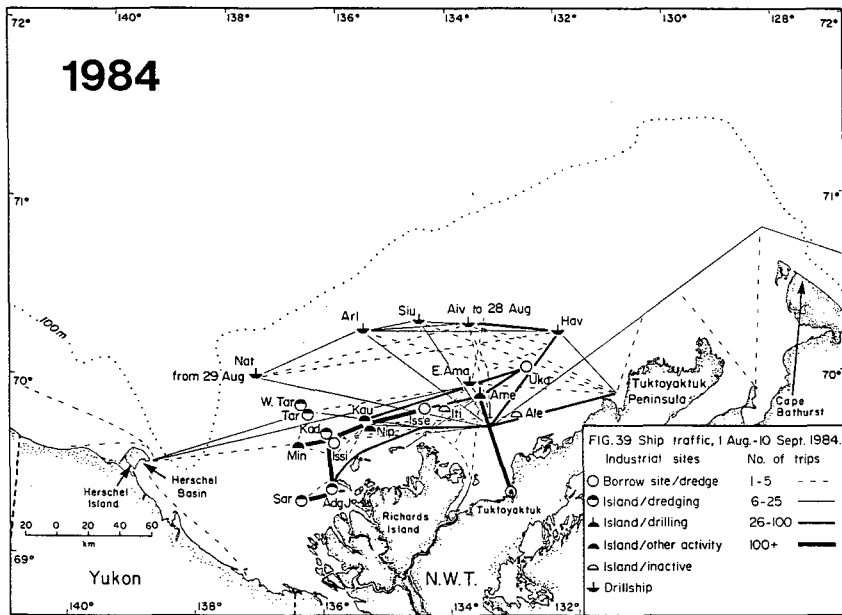 72°
140°
138°
136°
134°
132°
130°
128°
72°
1984
71°
71°
100m
Siu
Aiv to 28 Aug
Arl
Hav
Nat
from 29 Aug
70°
70°
E. Ama
Uka
Ame
W. Tar
Tar
Kau
Isse
Iti
Ale
Kad
Nip
Min
Issi
Tuktoyaktuk
Peninsula
Cape
Bathurst
Herschel
Island
Herschel
Basin
Sar
Adg
Richards
Island
Tuktoyaktuk
20 0 20 40 60
km
69°
Yukon
N.W.T.
140°
138°
136°
134°
132°
FIG. 39 Ship traffic, 1 Aug.-10 Sept. 1984.
Industrial sites No. of trips
Borrow site/dredge 1-5
Island/dredging 6-25
Island/drilling 26-100
Island/other activity 100+
Island/inactive
Drillship